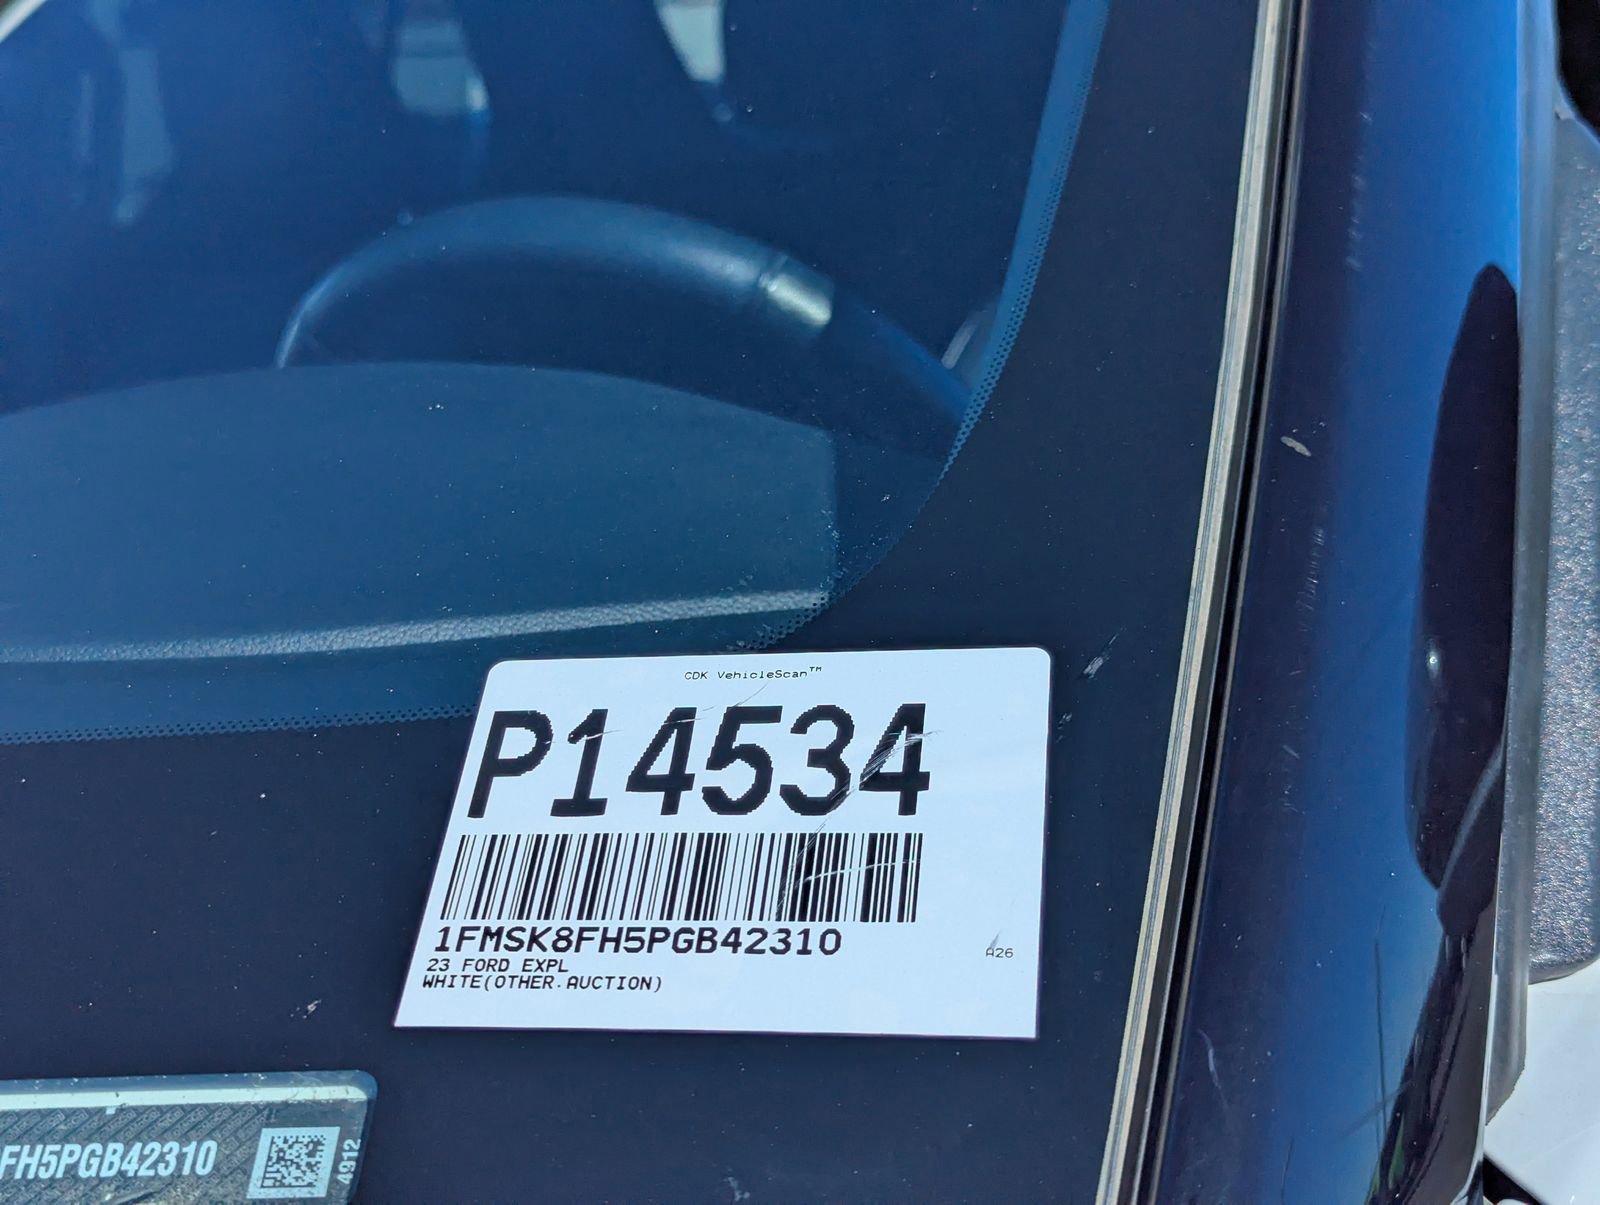 CDK VehicleScan™
P14534
1FMSK8FH5PGB42310
A26
23 FORD EXPL
WHITE(OTHER.AUCTION)
FH5PGB42310
4912